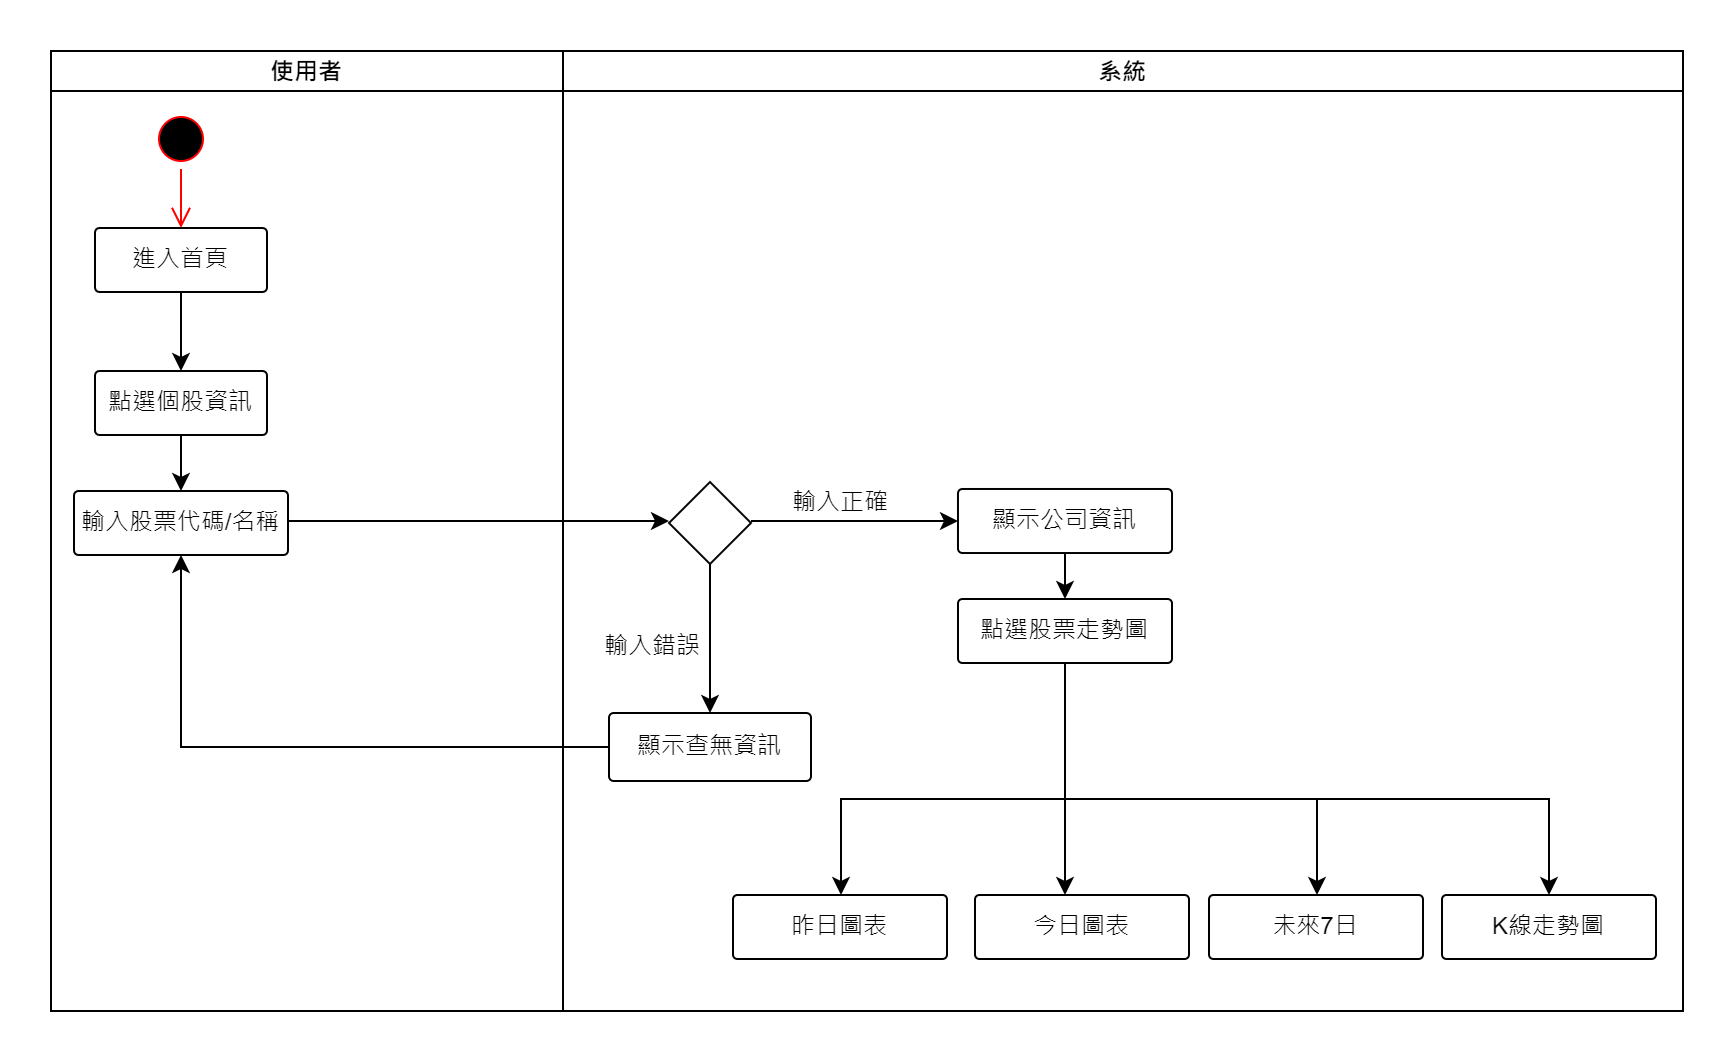 使用者
系統
進入首頁
點選個股資訊
輸入股票代碼/名稱
輸入正確
顯示公司資訊
點選股票走勢圖
輸入錯誤
顯示查無資訊
昨日圖表
今日圖表
未來7日
K線走勢圖